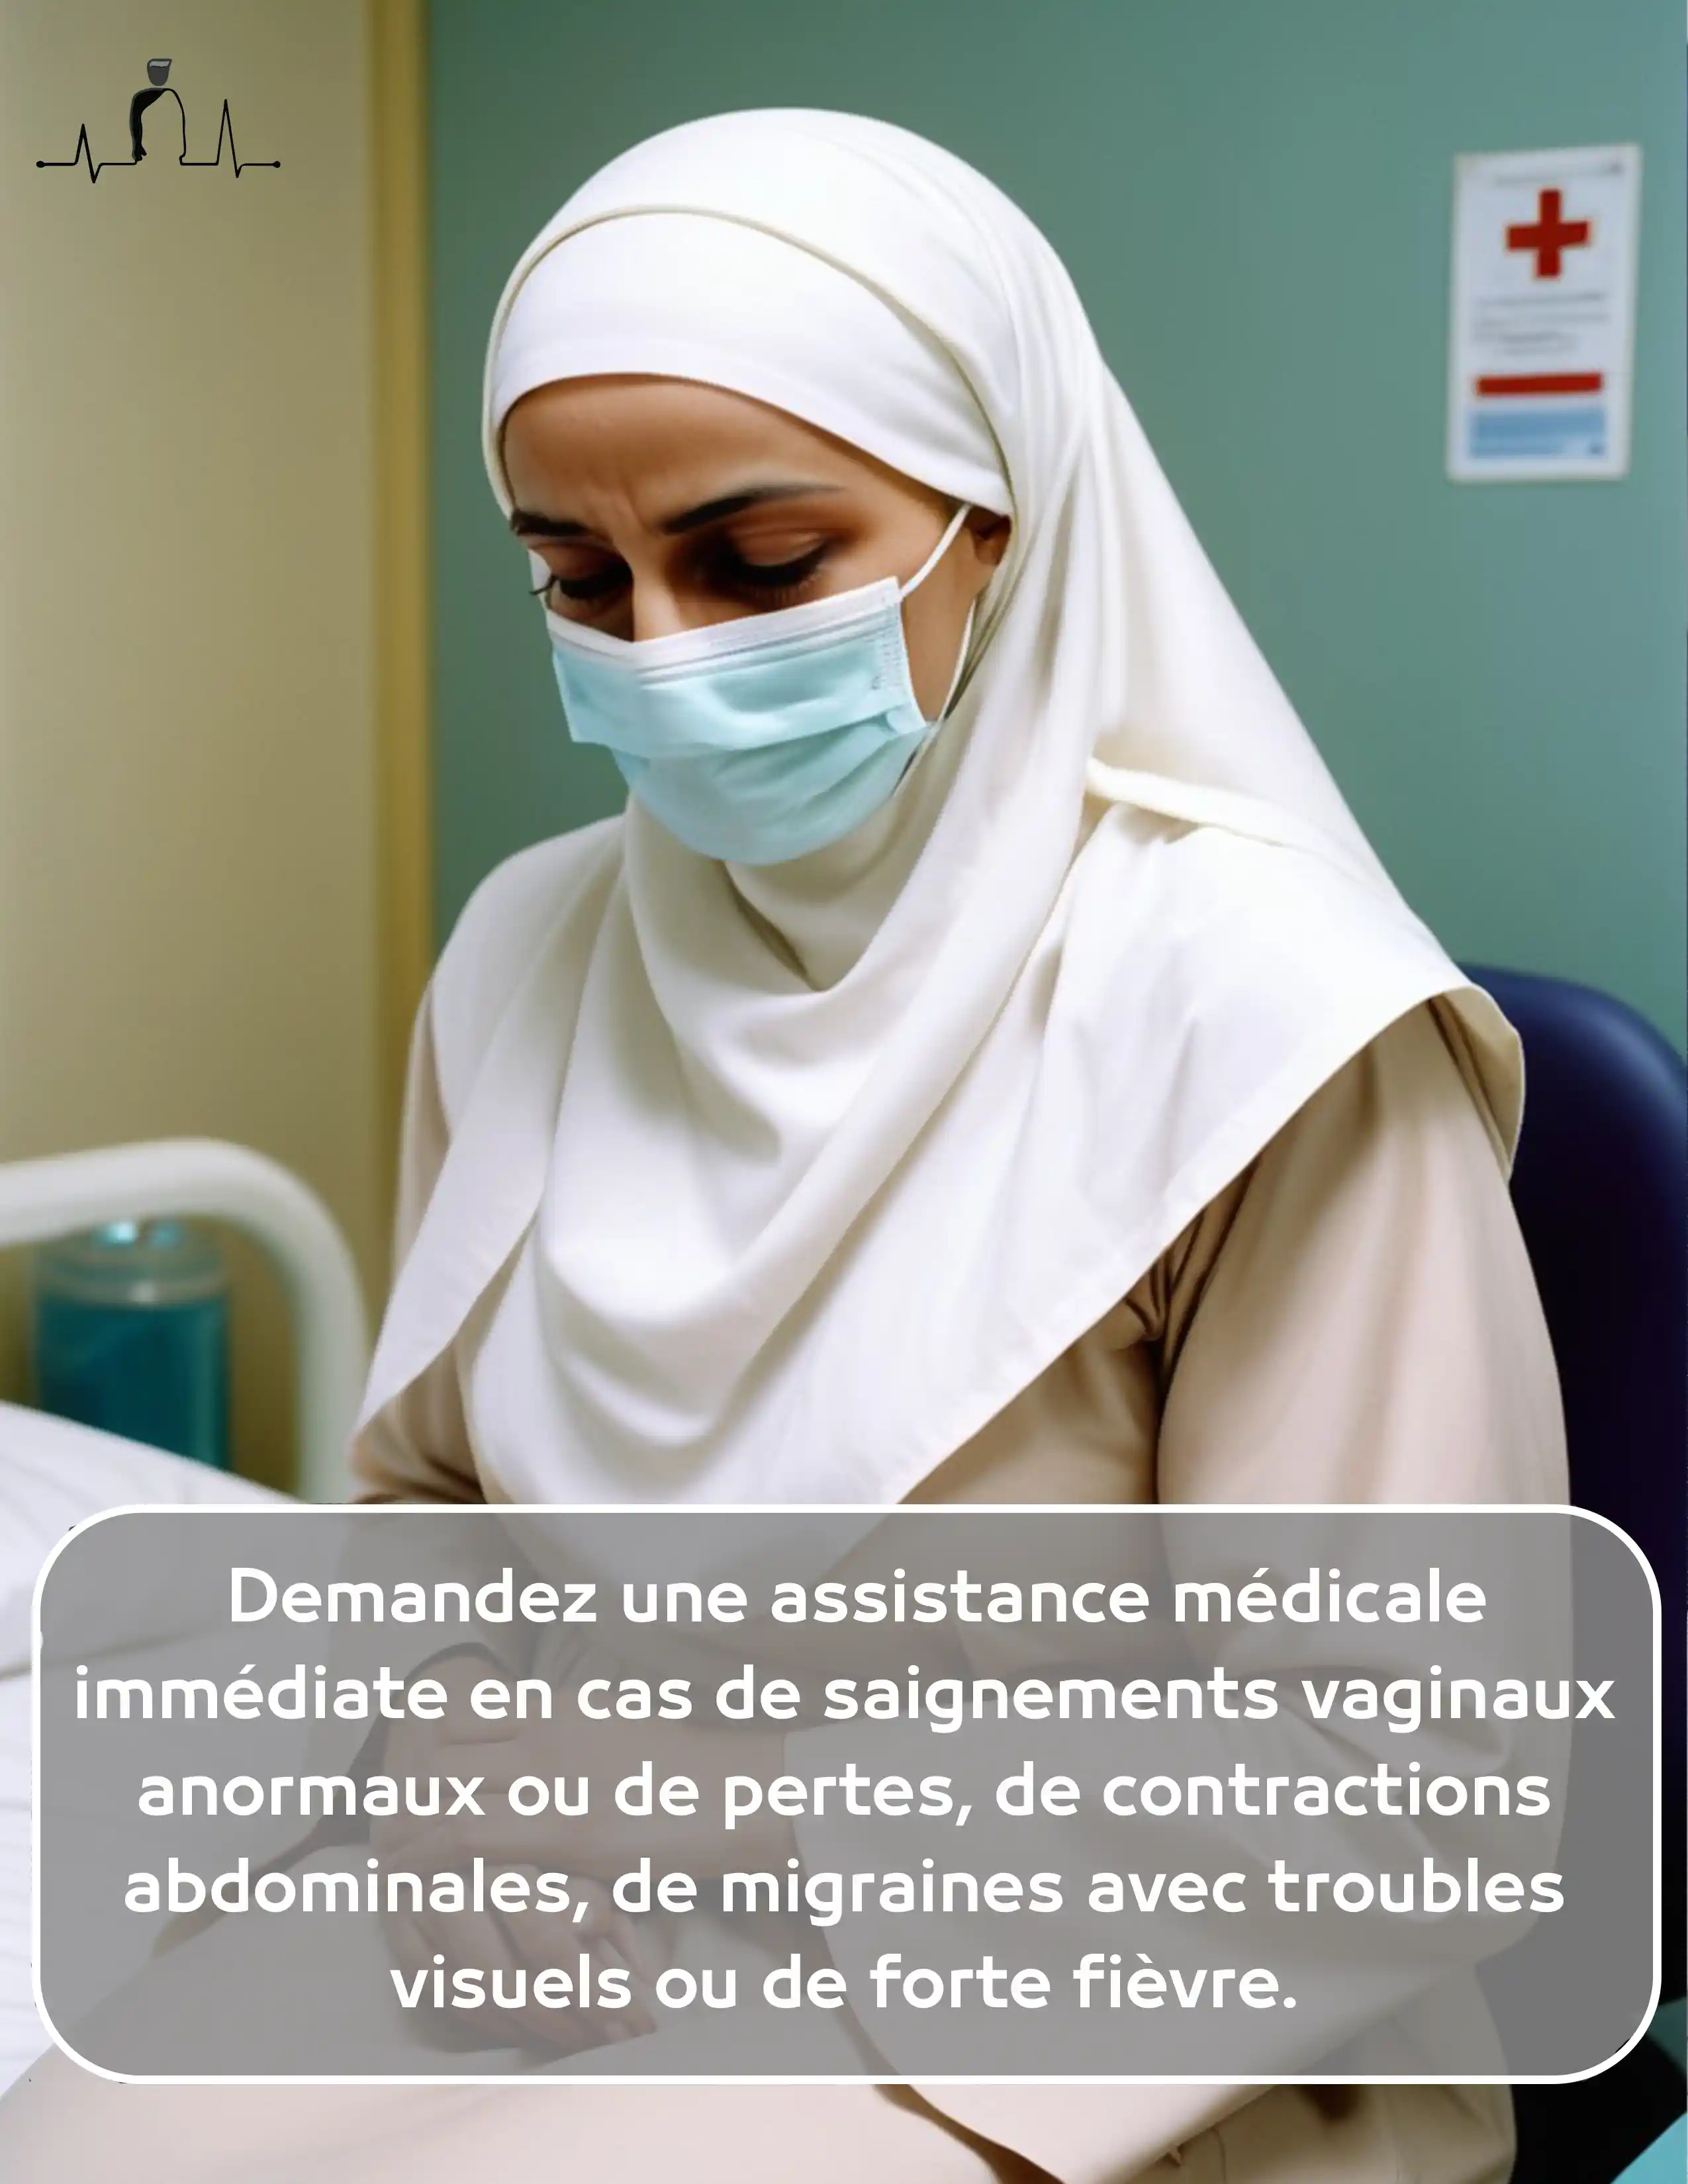 Demandez une assistance médicale
immédiate en cas de saignements vaginaux
anormaux ou de pertes, de contractions
abdominales, de migraines avec troubles
visuels ou de forte fièvre.